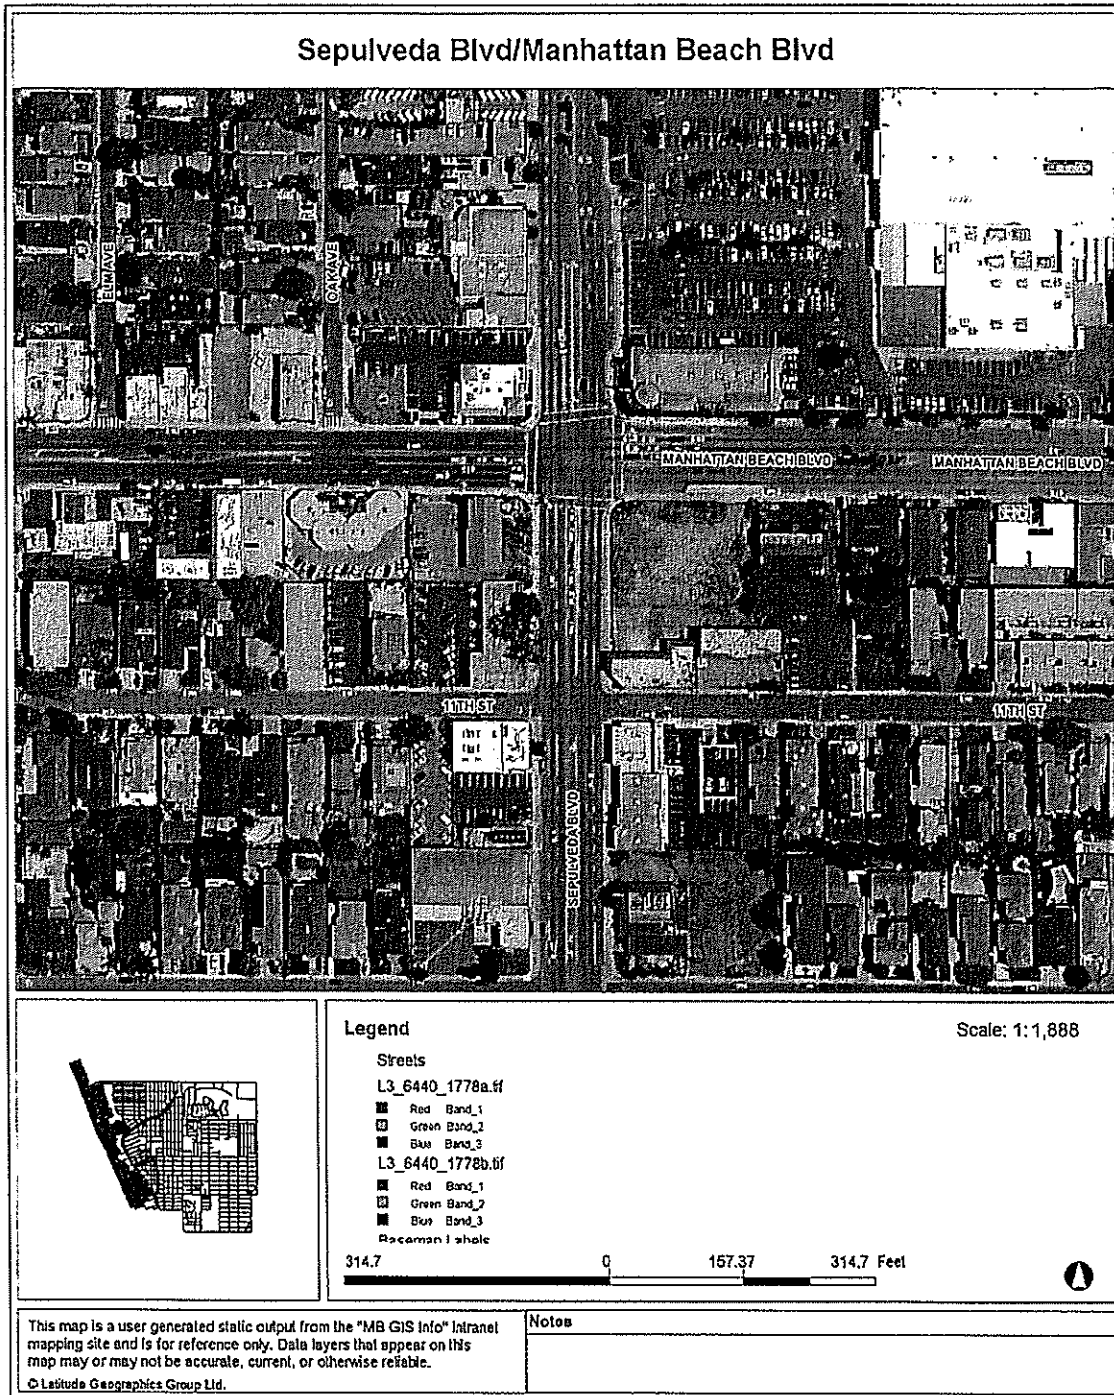 Sepulveda Blvd/Manhattan Beach Blvd
ELM AVE
OAK AVE
MANHATTAN BEACH BLVD
MANHATTAN BEACH BLVD
11TH ST
11TH ST
SEPULVEDA BLVD
Legend
Scale: 1:1,888
Streets
L3_6440_1778a.tif
Red Band_1
Green Band_2
Blue Band_3
L3_6440_1778b.tif
Red Band_1
Green Band_2
Blue Band_3
Basemap Labels
314.7 0 157.37 314.7 Feet
This map is a user generated static output from the "MB GIS Info" Intranet
mapping site and is for reference only. Data layers that appear on this
map may or may not be accurate, current, or otherwise reliable.
© Latitude Geographics Group Ltd.
Notes